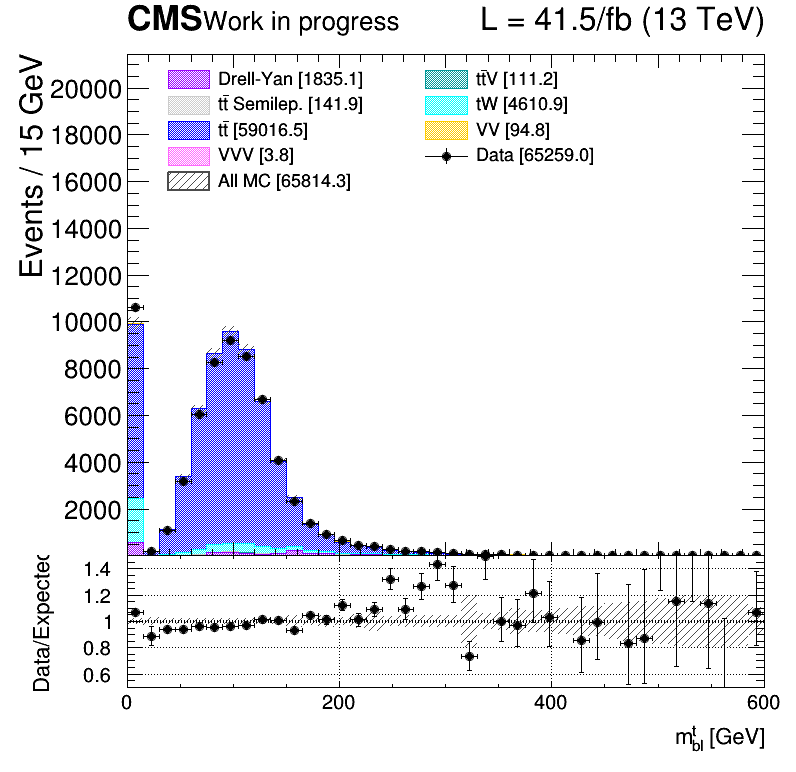 CMS Work in progress L = 41.5/fb (13 TeV)
Events / 15 GeV
20000
18000
16000
14000
12000
10000
8000
6000
4000
2000
Drell-Yan [1835.1]
tt̄ Semilep. [141.9]
tt̄ [59016.5]
VVV [3.8]
All MC [65814.3]
tt̄V [111.2]
tW [4610.9]
VV [94.8]
Data [65259.0]
Data/Expected
1.4
1.2
1
0.8
0.6
0 200 400 600
m^t_bl [GeV]